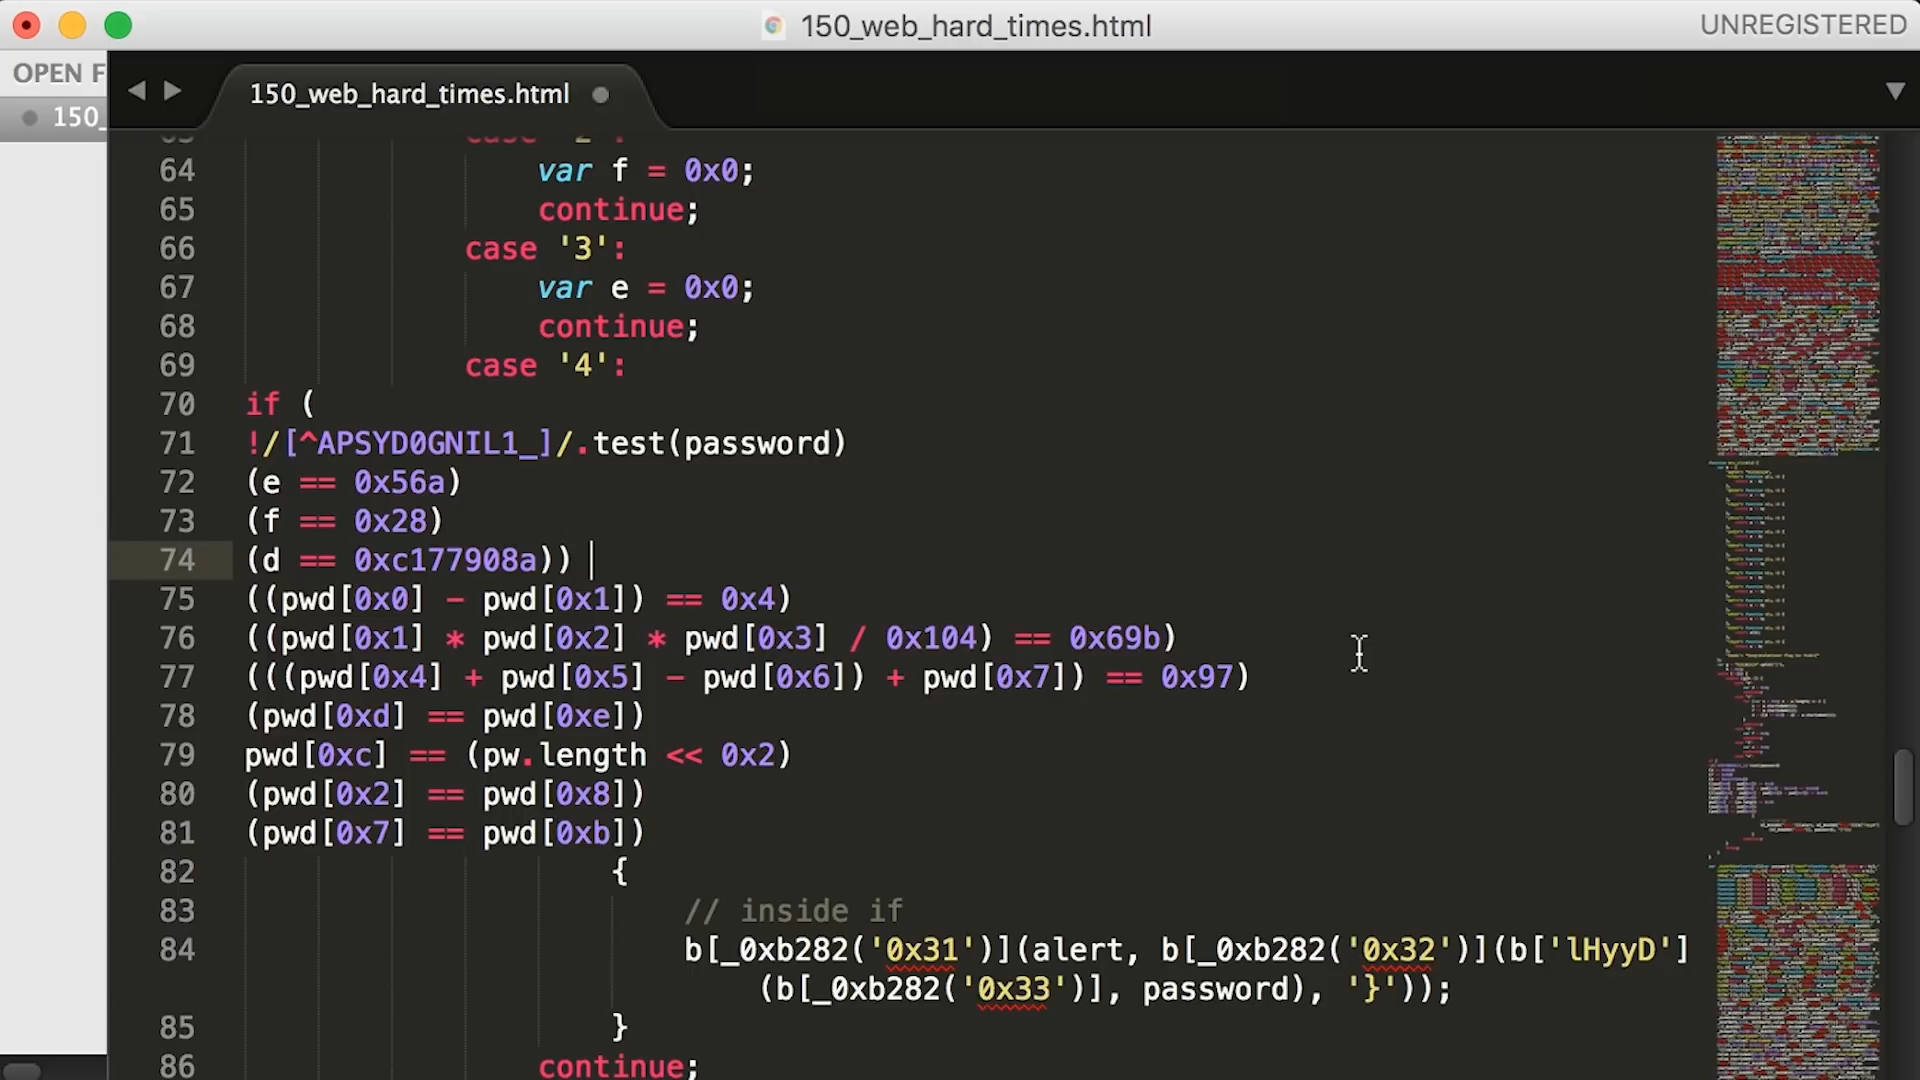 150_web_hard_times.html
UNREGISTERED
OPEN F
150_web_hard_times.html
150_
64 var f = 0x0;
65 continue;
66 case '3':
67 var e = 0x0;
68 continue;
69 case '4':
70 if (
71 !/[^APSYD0GNIL1_]/.test(password)
72 (e == 0x56a)
73 (f == 0x28)
74 (d == 0xc177908a))
75 ((pwd[0x0] - pwd[0x1]) == 0x4)
76 ((pwd[0x1] * pwd[0x2] * pwd[0x3] / 0x104) == 0x69b)
77 (((pwd[0x4] + pwd[0x5] - pwd[0x6]) + pwd[0x7]) == 0x97)
78 (pwd[0xd] == pwd[0xe])
79 pwd[0xc] == (pw.length << 0x2)
80 (pwd[0x2] == pwd[0x8])
81 (pwd[0x7] == pwd[0xb])
82 {
83 // inside if
84 b[_0xb282('0x31')](alert, b[_0xb282('0x32')](b['lHyyD']
(b[_0xb282('0x33')], password), '}'));
85 }
86 continue;